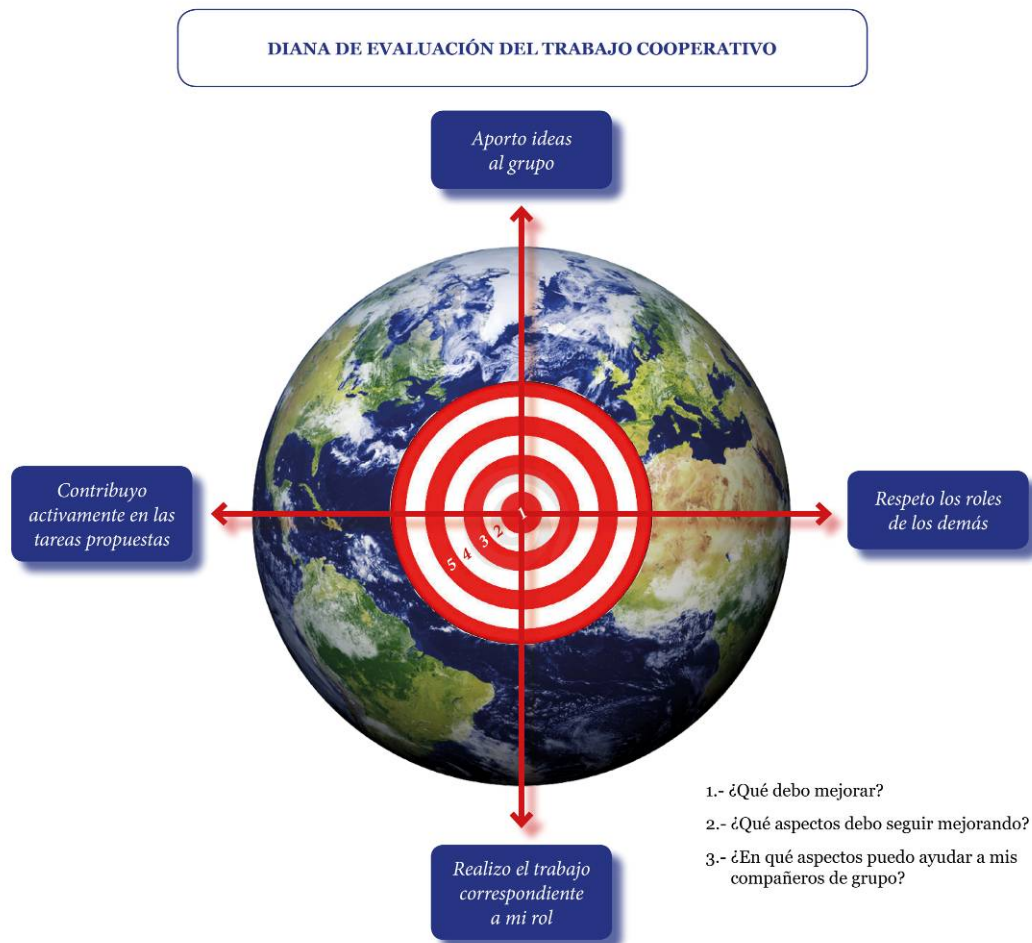 DIANA DE EVALUACIÓN DEL TRABAJO COOPERATIVO
Aporto ideas
al grupo
Contribuyo
activamente en las
tareas propuestas
Respeto los roles
de los demás
1
2
3
4
5
1.- ¿Qué debo mejorar?
2.- ¿Qué aspectos debo seguir mejorando?
3.- ¿En qué aspectos puedo ayudar a mis
compañeros de grupo?
Realizo el trabajo
correspondiente
a mi rol